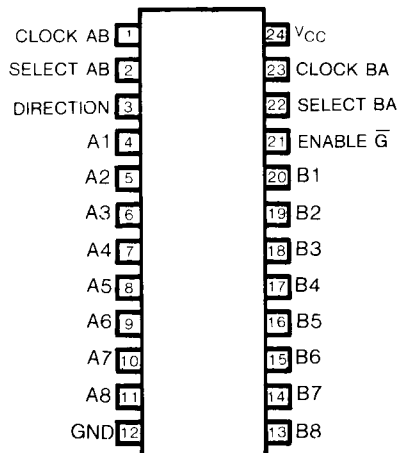 CLOCK AB 1 24 VCC
SELECT AB 2 23 CLOCK BA
DIRECTION 3 22 SELECT BA
A1 4 21 ENABLE G̅
A2 5 20 B1
A3 6 19 B2
A4 7 18 B3
A5 8 17 B4
A6 9 16 B5
A7 10 15 B6
A8 11 14 B7
GND 12 13 B8